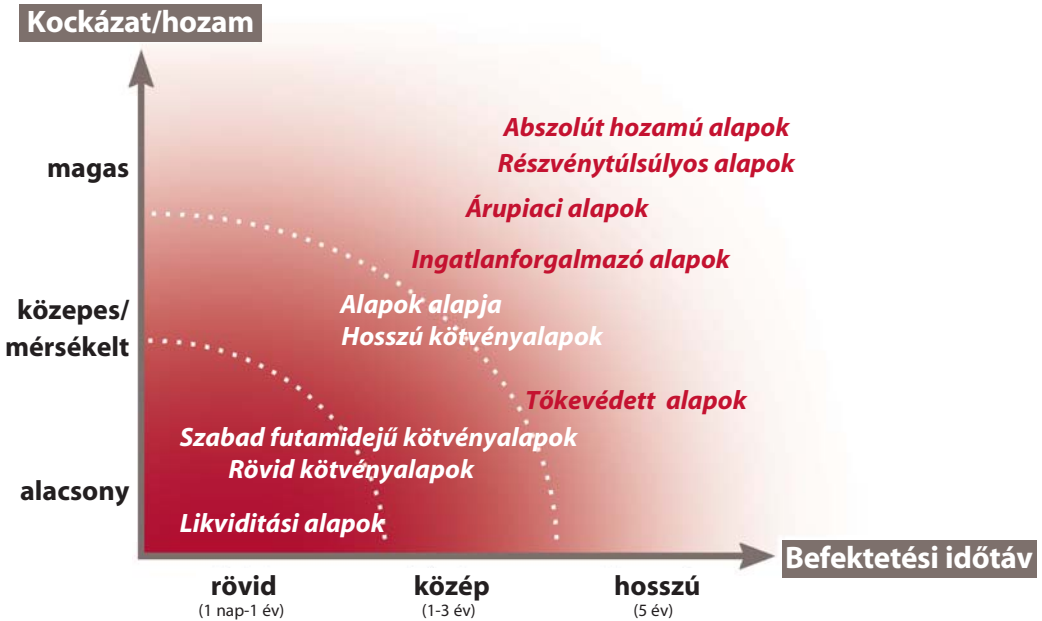 Kockázat/hozam
Abszolút hozamú alapok
magas
Részvénytúlsúlyos alapok
Árupiaci alapok
Ingatlanforgalmazó alapok
közepes/
mérsékelt
Alapok alapja
Hosszú kötvényalapok
Tőkevédett alapok
Szabad futamidejű kötvényalapok
Rövid kötvényalapok
alacsony
Likviditási alapok
Befektetési időtáv
rövid
(1 nap-1 év)
közép
(1-3 év)
hosszú
(5 év)